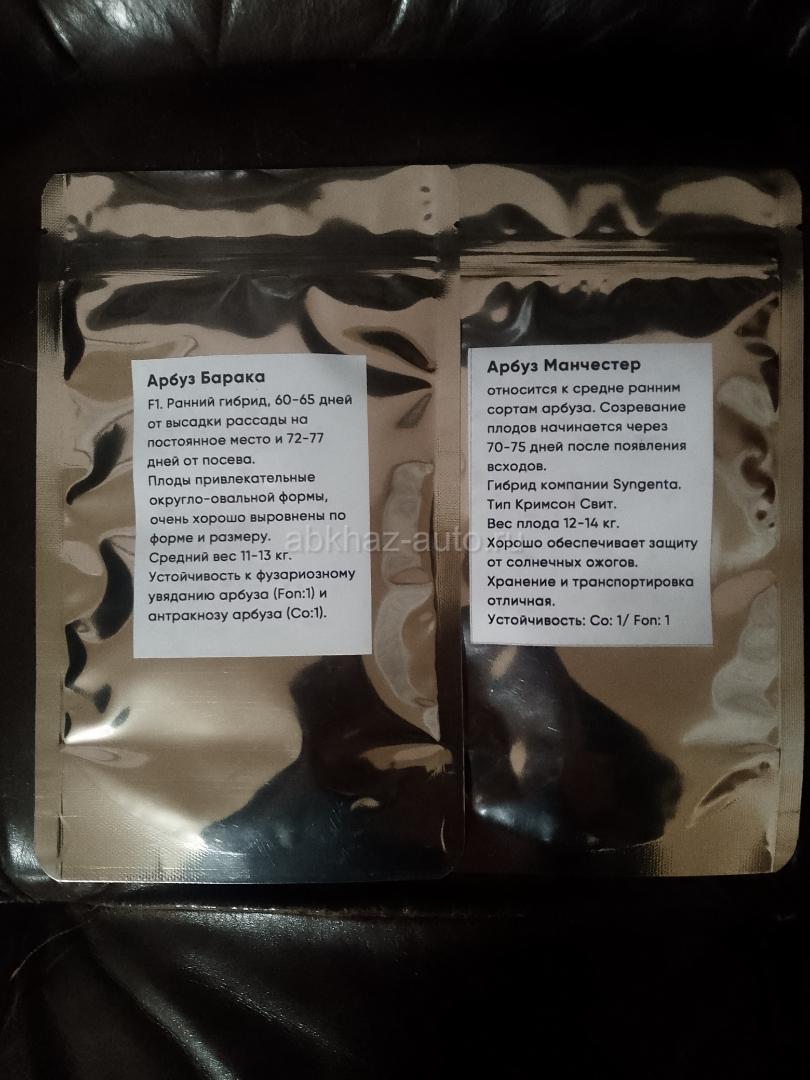 Арбуз Барака
F1. Ранний гибрид, 60-65 дней
от высадки рассады на
постоянное место и 72-77
дней от посева.
Плоды привлекательные
округло-овальной формы,
очень хорошо выровнены по
форме и размеру.
Средний вес 11-13 кг.
Устойчивость к фузариозному
увяданию арбуза (Fon:1) и
антракнозу арбуза (Co:1).
Арбуз Манчестер
относится к средне ранним
сортам арбуза. Созревание
плодов начинается через
70-75 дней после появления
всходов.
Гибрид компании Syngenta.
Тип Кримсон Свит.
Вес плода 12-14 кг.
Хорошо обеспечивает защиту
от солнечных ожогов.
Хранение и транспортировка
отличная.
Устойчивость: Co: 1/ Fon: 1
abkhaz-auto.ru